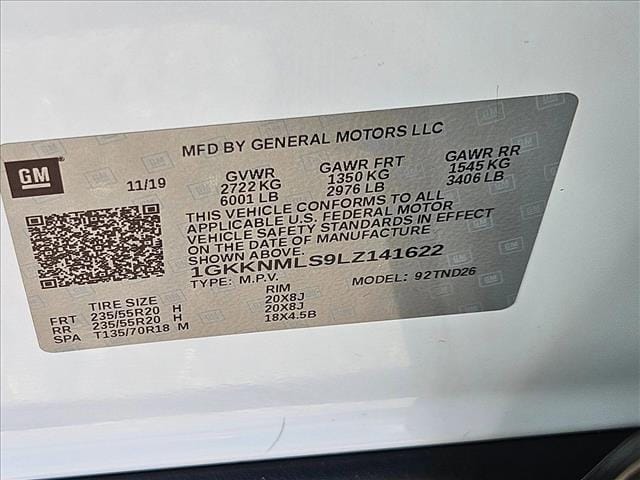 MFD BY GENERAL MOTORS LLC
GM
11/19
GVWR GAWR FRT GAWR RR
2722 KG 1350 KG 1545 KG
6001 LB 2976 LB 3406 LB
THIS VEHICLE CONFORMS TO ALL
APPLICABLE U.S. FEDERAL MOTOR
VEHICLE SAFETY STANDARDS IN EFFECT
ON THE DATE OF MANUFACTURE
SHOWN ABOVE.
1GKKNMLS9LZ141622
TYPE: M.P.V. MODEL: 92TND26
TIRE SIZE RIM
FRT 235/55R20 H 20X8J
RR 235/55R20 H 20X8J
SPA T135/70R18 M 18X4.5B